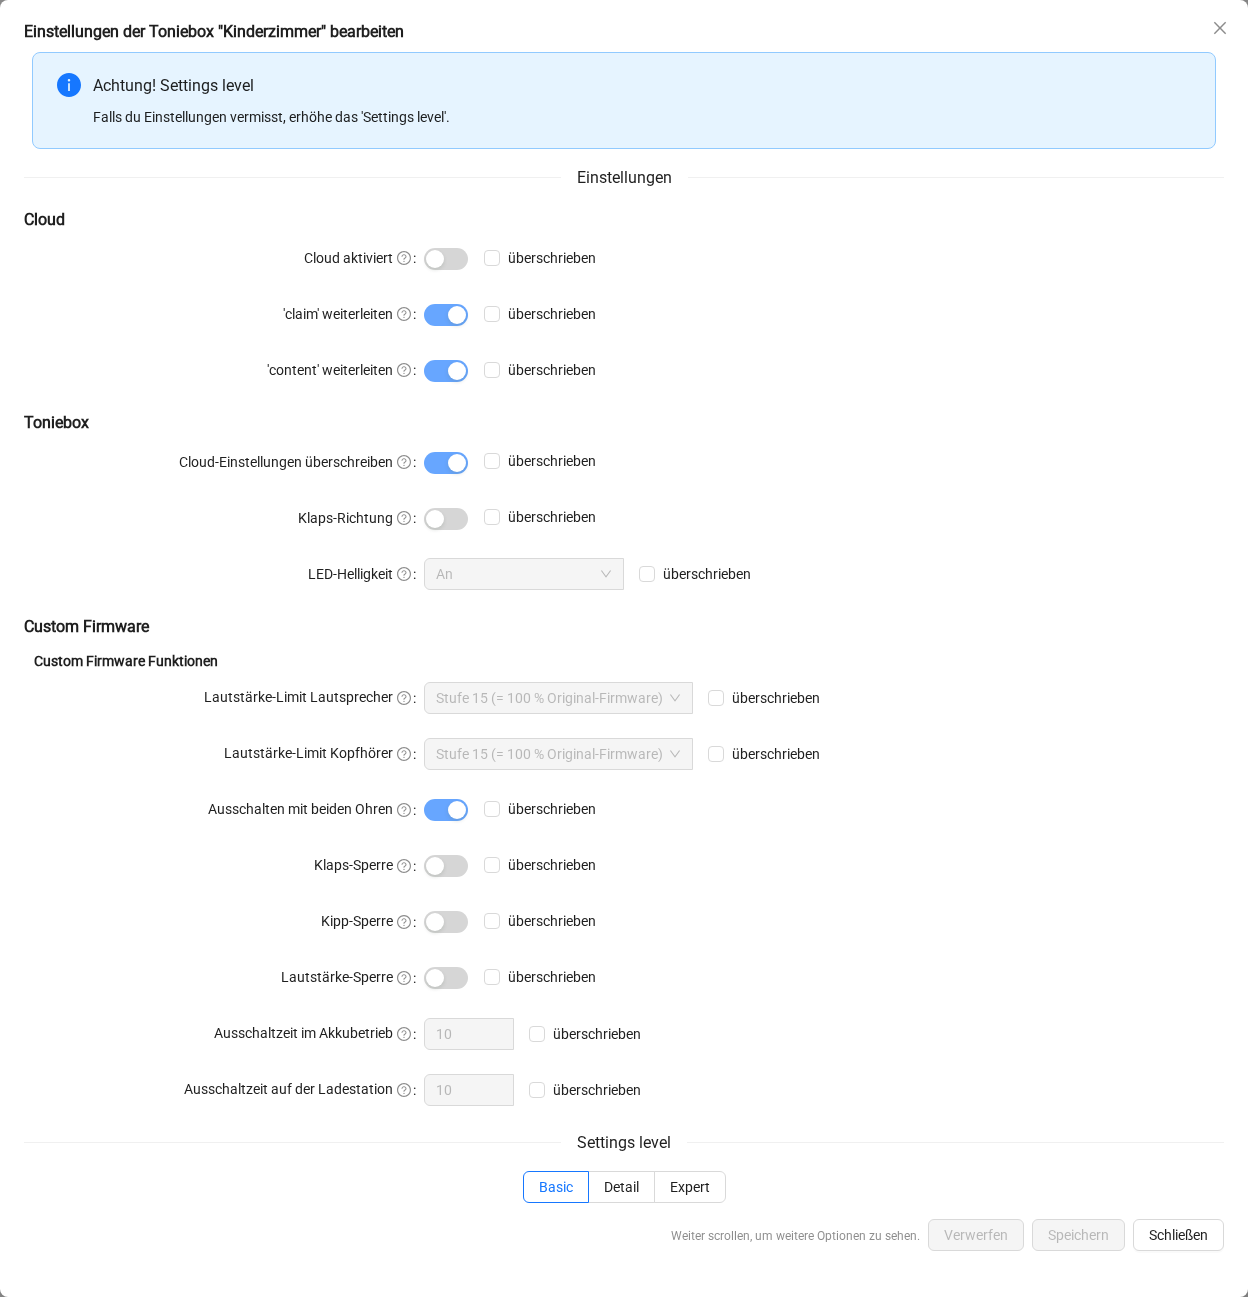 Einstellungen der Toniebox "Kinderzimmer" bearbeiten
Achtung! Settings level
Falls du Einstellungen vermisst, erhöhe das 'Settings level'.
Einstellungen
Cloud
Cloud aktiviert : überschrieben
'claim' weiterleiten : überschrieben
'content' weiterleiten : überschrieben
Toniebox
Cloud-Einstellungen überschreiben : überschrieben
Klaps-Richtung : überschrieben
LED-Helligkeit : An überschrieben
Custom Firmware
Custom Firmware Funktionen
Lautstärke-Limit Lautsprecher : Stufe 15 (= 100 % Original-Firmware) überschrieben
Lautstärke-Limit Kopfhörer : Stufe 15 (= 100 % Original-Firmware) überschrieben
Ausschalten mit beiden Ohren : überschrieben
Klaps-Sperre : überschrieben
Kipp-Sperre : überschrieben
Lautstärke-Sperre : überschrieben
Ausschaltzeit im Akkubetrieb : 10 überschrieben
Ausschaltzeit auf der Ladestation : 10 überschrieben
Settings level
Basic Detail Expert
Weiter scrollen, um weitere Optionen zu sehen. Verwerfen Speichern Schließen